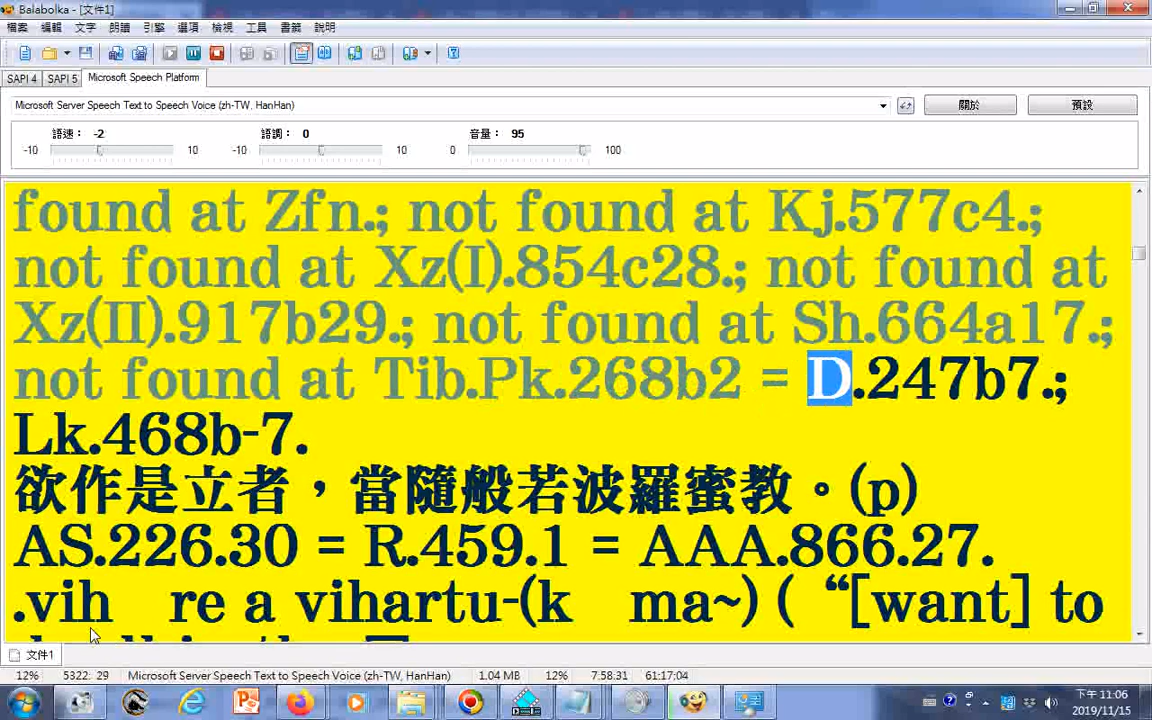 Balabolka - [文件1]
檔案 編輯 文字 朗讀 引擎 選項 檢視 工具 書籤 說明
SAPI 4 SAPI 5 Microsoft Speech Platform
Microsoft Server Speech Text to Speech Voice (zh-TW, HanHan) 關於 預設
語速： -2 語調： 0 音量： 95
-10 10 -10 10 0 100
found at Zfn.; not found at Kj.577c4.;
not found at Xz(I).854c28.; not found at
Xz(II).917b29.; not found at Sh.664a17.;
not found at Tib.Pk.268b2 = D.247b7.;
Lk.468b-7.
欲作是立者，當隨般若波羅蜜教。(p)
AS.226.30 = R.459.1 = AAA.866.27.
.vih re a vihartu-(k ma~) ( “[want] to
文件1
12% 5322: 29 Microsoft Server Speech Text to Speech Voice (zh-TW, HanHan) 1.04 MB 12% 7:58:31 61:17:04
下午 11:06
2019/11/15